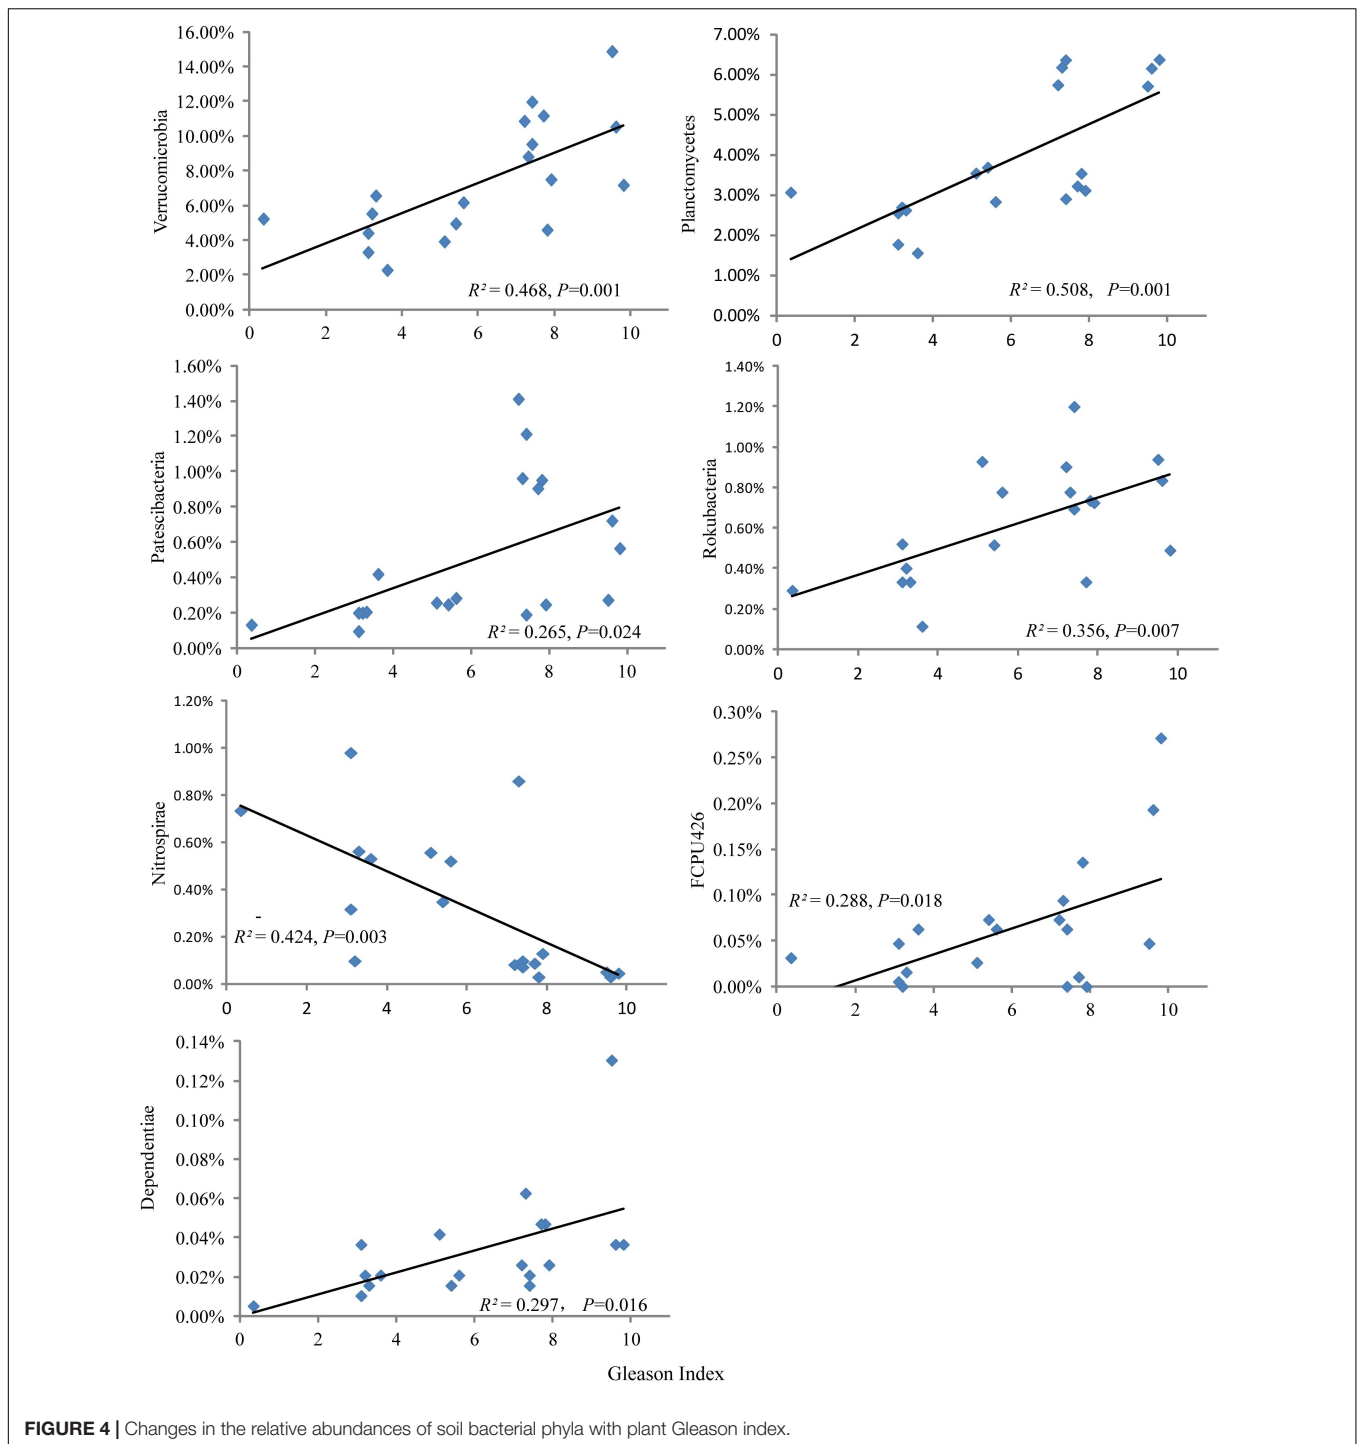 16.00%
14.00%
12.00%
10.00%
8.00%
6.00%
4.00%
2.00%
0.00%
Verrucomicrobia
R² = 0.468, P=0.001
0 2 4 6 8 10
7.00%
6.00%
5.00%
4.00%
3.00%
2.00%
1.00%
0.00%
Planctomycetes
R² = 0.508, P=0.001
0 2 4 6 8 10
1.60%
1.40%
1.20%
1.00%
0.80%
0.60%
0.40%
0.20%
0.00%
Patescibacteria
R² = 0.265, P=0.024
0 2 4 6 8 10
1.40%
1.20%
1.00%
0.80%
0.60%
0.40%
0.20%
0.00%
Rokubacteria
R² = 0.356, P=0.007
0 2 4 6 8 10
1.20%
1.00%
0.80%
0.60%
0.40%
0.20%
0.00%
Nitrospirae
-
R² = 0.424, P=0.003
0 2 4 6 8 10
0.30%
0.25%
0.20%
0.15%
0.10%
0.05%
0.00%
FCPU426
R² = 0.288, P=0.018
0 2 4 6 8 10
0.14%
0.12%
0.10%
0.08%
0.06%
0.04%
0.02%
0.00%
Dependentiae
R² = 0.297, P=0.016
0 2 4 6 8 10
Gleason Index
FIGURE 4 | Changes in the relative abundances of soil bacterial phyla with plant Gleason index.